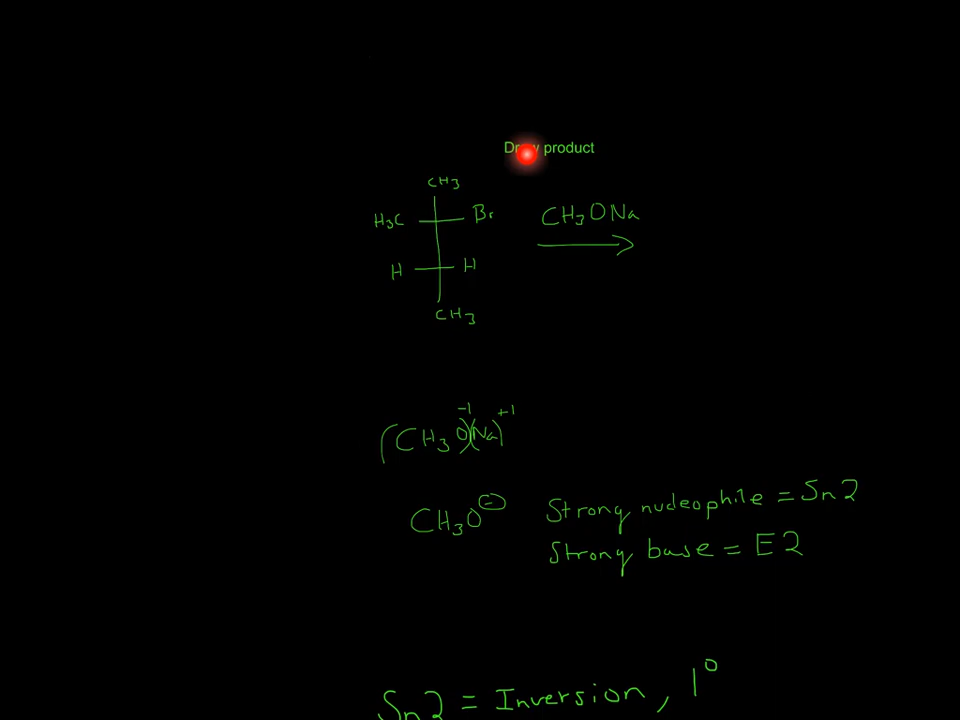 Draw product
CH3
H3C Br
CH3ONa
H H
CH3
(CH3O)⁻¹(Na)⁺¹
CH3O⊖ Strong nucleophile = Sn2
Strong base = E2
Sn2 = Inversion, 1°